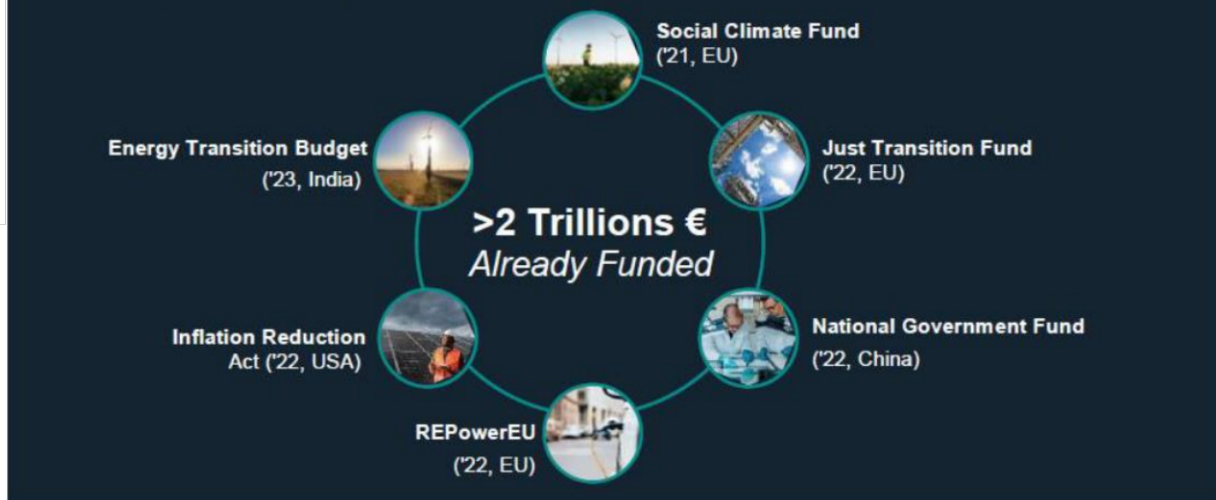 Social Climate Fund
('21, EU)
Energy Transition Budget
('23, India)
Just Transition Fund
('22, EU)
>2 Trillions €
Already Funded
Inflation Reduction
Act ('22, USA)
National Government Fund
('22, China)
REPowerEU
('22, EU)